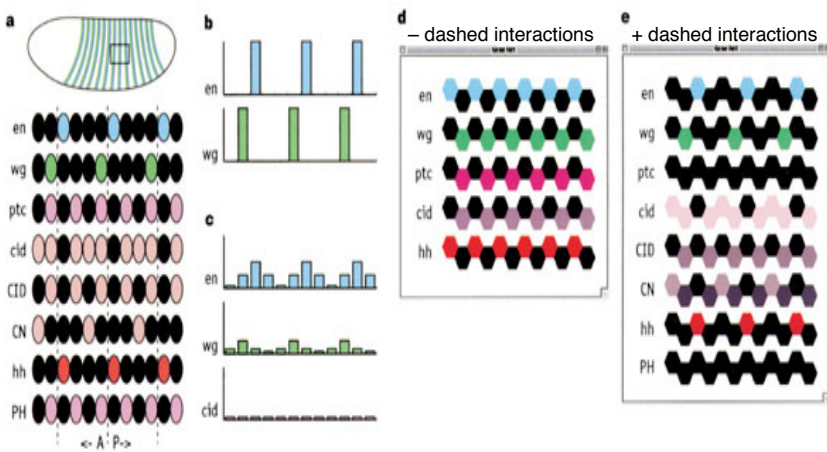 a
en
wg
ptc
cid
CID
CN
hh
PH
<- A P->
b
en
wg
c
en
wg
cid
d
– dashed interactions
en
wg
ptc
cid
hh
e
+ dashed interactions
en
wg
ptc
cid
CID
CN
hh
PH